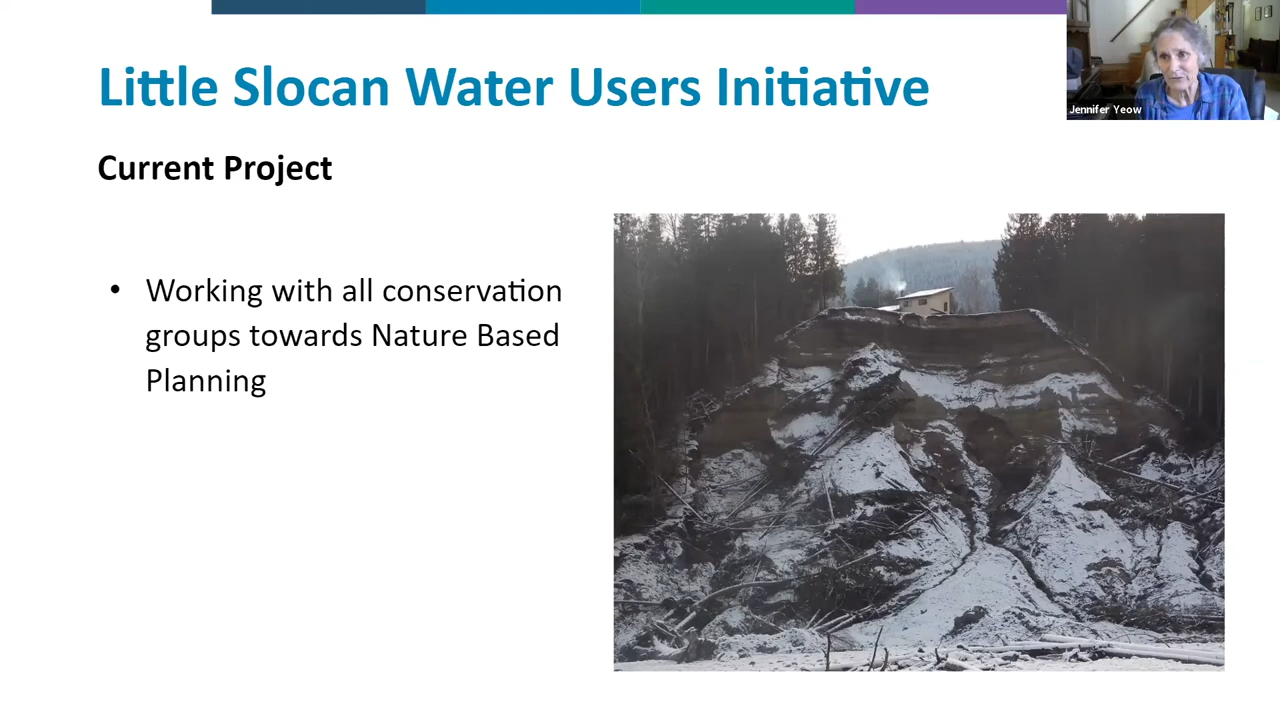 Little Slocan Water Users Initiative
Jennifer Yeow
Current Project
• Working with all conservation
groups towards Nature Based
Planning